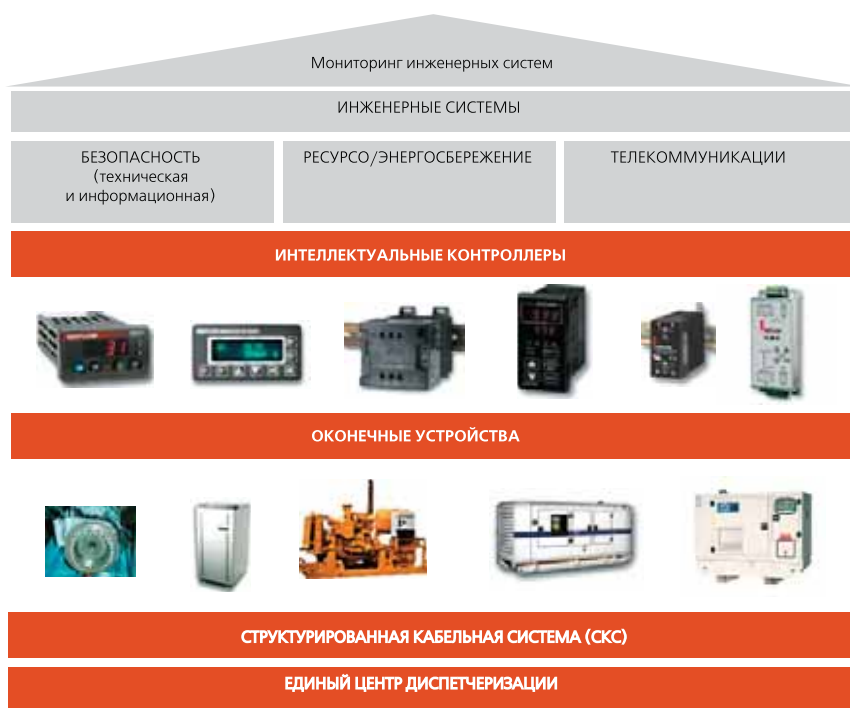 Мониторинг инженерных систем
ИНЖЕНЕРНЫЕ СИСТЕМЫ
БЕЗОПАСНОСТЬ
(техническая
и информационная)
РЕСУРСО/ЭНЕРГОСБЕРЕЖЕНИЕ
ТЕЛЕКОММУНИКАЦИИ
ИНТЕЛЛЕКТУАЛЬНЫЕ КОНТРОЛЛЕРЫ
ОКОНЕЧНЫЕ УСТРОЙСТВА
СТРУКТУРИРОВАННАЯ КАБЕЛЬНАЯ СИСТЕМА (СКС)
ЕДИНЫЙ ЦЕНТР ДИСПЕТЧЕРИЗАЦИИ